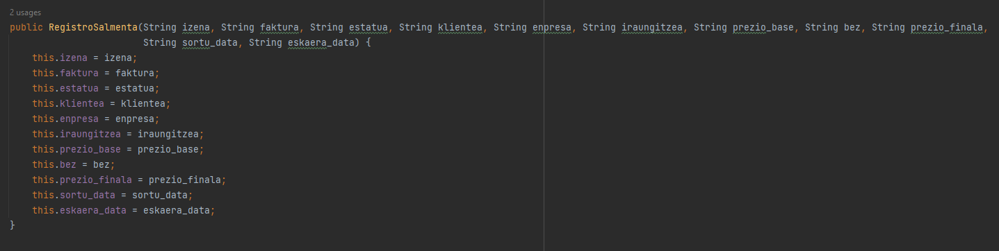 2 usages
public RegistroSalmenta(String izena, String faktura, String estatua, String klientea, String enpresa, String iraungitzea, String prezio_base, String bez, String prezio_finala,
String sortu_data, String eskaera_data) {
this.izena = izena;
this.faktura = faktura;
this.estatua = estatua;
this.klientea = klientea;
this.enpresa = enpresa;
this.iraungitzea = iraungitzea;
this.prezio_base = prezio_base;
this.bez = bez;
this.prezio_finala = prezio_finala;
this.sortu_data = sortu_data;
this.eskaera_data = eskaera_data;
}